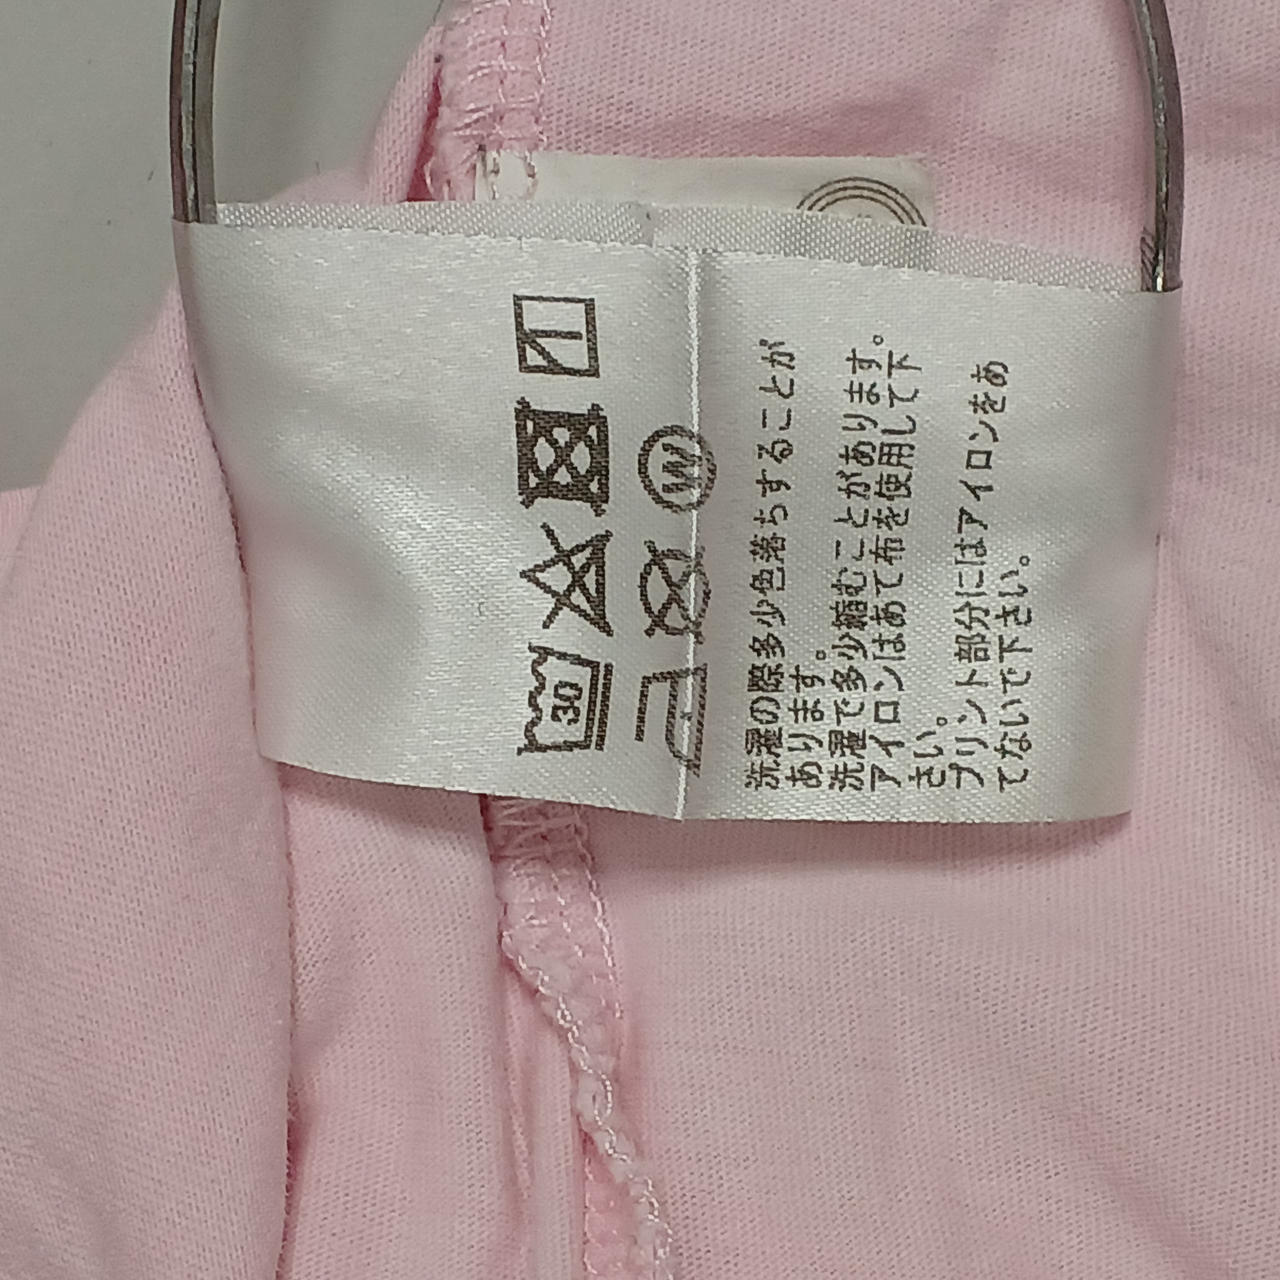 30
W
洗濯の際多少色落ちすることが
あります。
洗濯で多少縮むことがあります。
アイロンはあて布を使用して下
さい。
プリント部分にはアイロンをあ
てないで下さい。